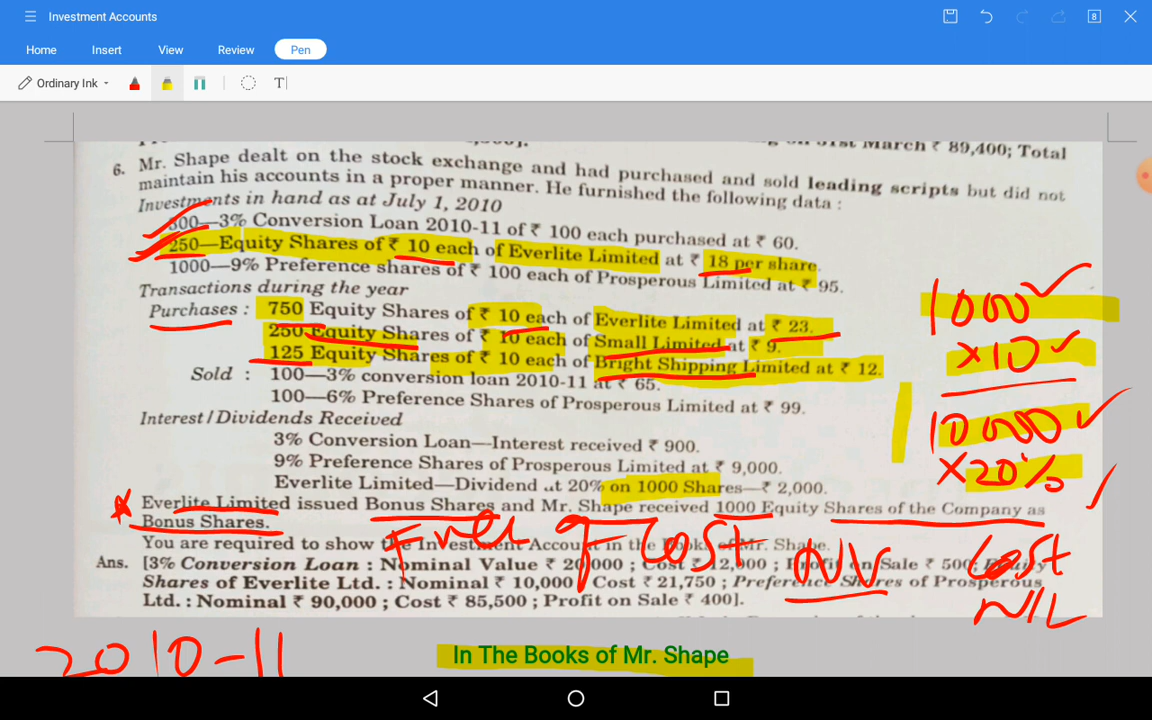 Investment Accounts
8
Home Insert View Review Pen
Ordinary Ink T
31st March ₹ 89,400; Total
6. Mr. Shape dealt on the stock exchange and had purchased and sold leading scripts but did not
maintain his accounts in a proper manner. He furnished the following data :
Investments in hand as at July 1, 2010
300—3% Conversion Loan 2010-11 of ₹ 100 each purchased at ₹ 60.
250—Equity Shares of ₹ 10 each of Everlite Limited at ₹ 18 per share.
1000—9% Preference shares of ₹ 100 each of Prosperous Limited at ₹ 95.
Transactions during the year
Purchases : 750 Equity Shares of ₹ 10 each of Everlite Limited at ₹ 23.
250 Equity Shares of ₹ 10 each of Small Limited at ₹ 9.
125 Equity Shares of ₹ 10 each of Bright Shipping Limited at ₹ 12.
Sold : 100—3% conversion loan 2010-11 at ₹ 65.
100—6% Preference Shares of Prosperous Limited at ₹ 99.
Interest/Dividends Received
3% Conversion Loan—Interest received ₹ 900.
9% Preference Shares of Prosperous Limited at ₹ 9,000.
Everlite Limited—Dividend at 20% on 1000 Shares—₹ 2,000.
Everlite Limited issued Bonus Shares and Mr. Shape received 1000 Equity Shares of the Company as
Bonus Shares.
You are required to show the Investment Account in the Books of Mr. Shape.
Ans. [3% Conversion Loan : Nominal Value ₹ 20,000 ; Cost ₹ 12,000 ; Profit on Sale ₹ 500; Equity
Shares of Everlite Ltd. : Nominal ₹ 10,000 ; Cost ₹ 21,750 ; Preference Shares of Prosperous
Ltd. : Nominal ₹ 90,000 ; Cost ₹ 85,500 ; Profit on Sale ₹ 400].
1000
×10
10000
×20%
Free of Cost
Cost
NIL
2010-11
In The Books of Mr. Shape